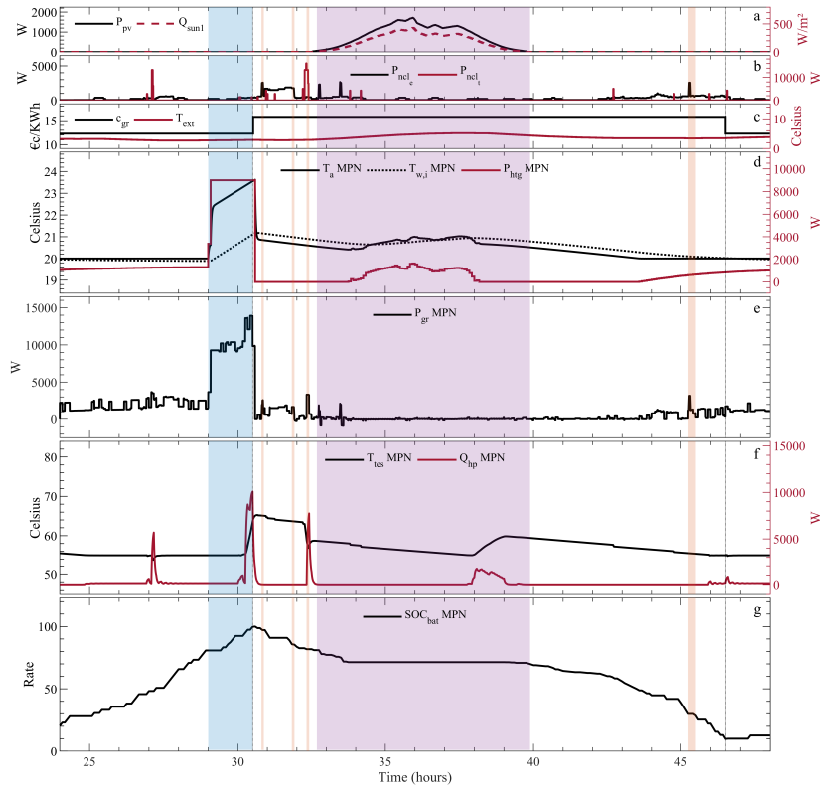 2000
1000
0
W
P_pv
Q_sun1
a
500
0
W/m²
5000
0
W
P_ncl_e
P_ncl_t
b
10000
0
W
15
10
€c/KWh
c_gr
T_ext
c
10
5
0
Celsius
24
23
22
21
20
19
Celsius
T_a MPN
T_w,i MPN
P_htg MPN
d
10000
8000
6000
4000
2000
0
W
15000
10000
5000
0
W
P_gr MPN
e
80
70
60
50
Celsius
T_tes MPN
Q_hp MPN
f
15000
10000
5000
0
W
100
50
0
Rate
SOC_bat MPN
g
25
30
35
40
45
Time (hours)